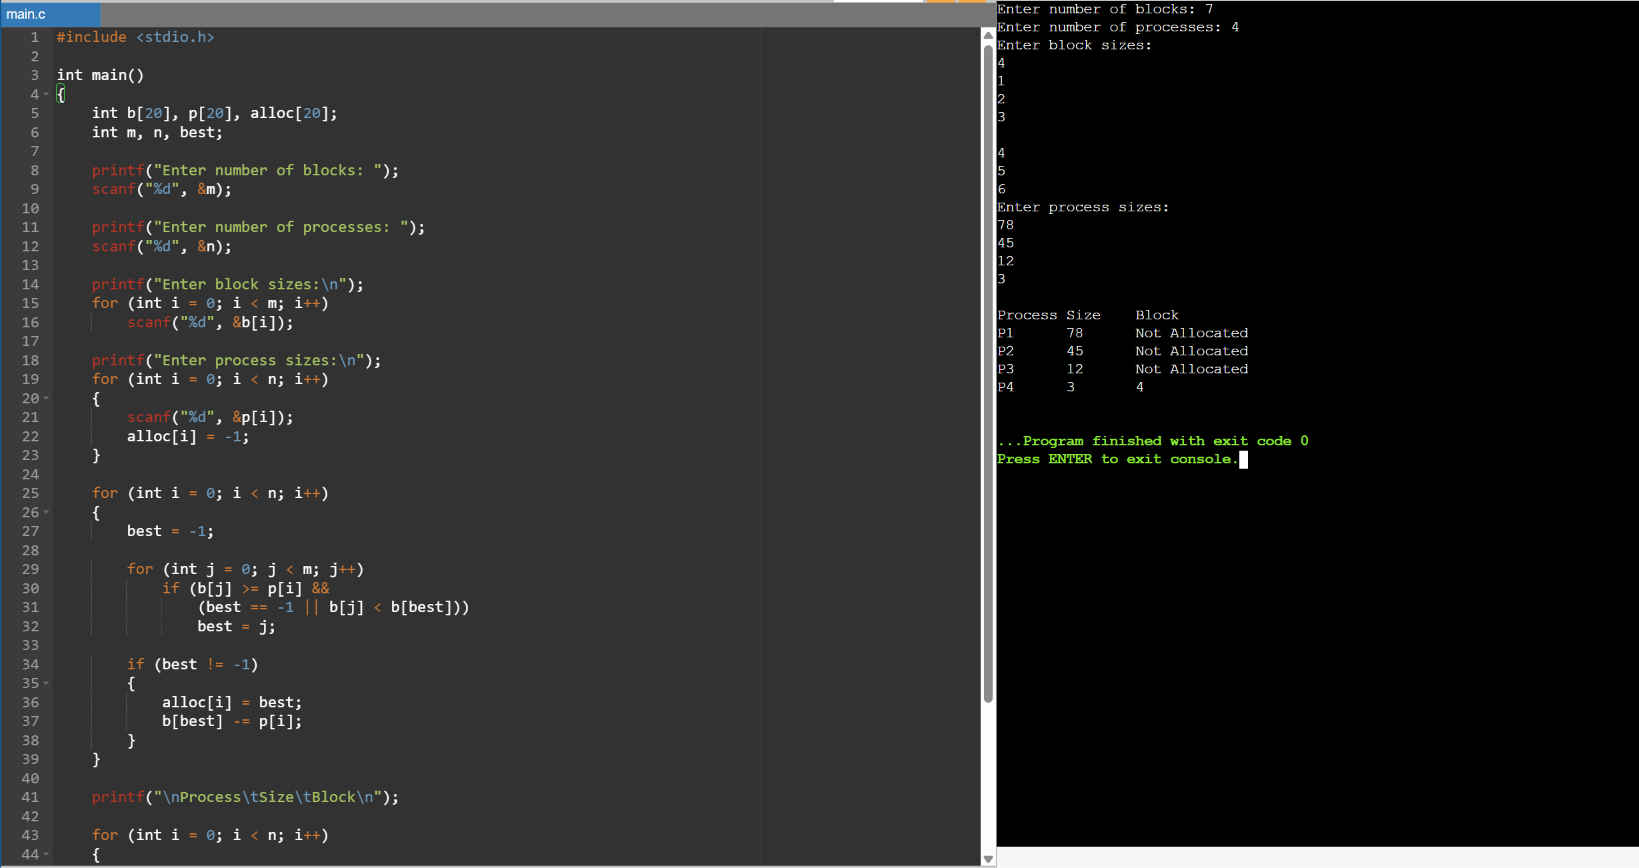 main.c
1 #include <stdio.h>
2
3 int main()
4 {
5     int b[20], p[20], alloc[20];
6     int m, n, best;
7
8     printf("Enter number of blocks: ");
9     scanf("%d", &m);
10
11     printf("Enter number of processes: ");
12     scanf("%d", &n);
13
14     printf("Enter block sizes:\n");
15     for (int i = 0; i < m; i++)
16         scanf("%d", &b[i]);
17
18     printf("Enter process sizes:\n");
19     for (int i = 0; i < n; i++)
20     {
21         scanf("%d", &p[i]);
22         alloc[i] = -1;
23     }
24
25     for (int i = 0; i < n; i++)
26     {
27         best = -1;
28
29         for (int j = 0; j < m; j++)
30             if (b[j] >= p[i] &&
31                 (best == -1 || b[j] < b[best]))
32                 best = j;
33
34         if (best != -1)
35         {
36             alloc[i] = best;
37             b[best] -= p[i];
38         }
39     }
40
41     printf("\nProcess\tSize\tBlock\n");
42
43     for (int i = 0; i < n; i++)
44     {
Enter number of blocks: 7
Enter number of processes: 4
Enter block sizes:
4
1
2
3

4
5
6
Enter process sizes:
78
45
12
3

Process Size    Block
P1      78      Not Allocated
P2      45      Not Allocated
P3      12      Not Allocated
P4      3       4

...Program finished with exit code 0
Press ENTER to exit console.